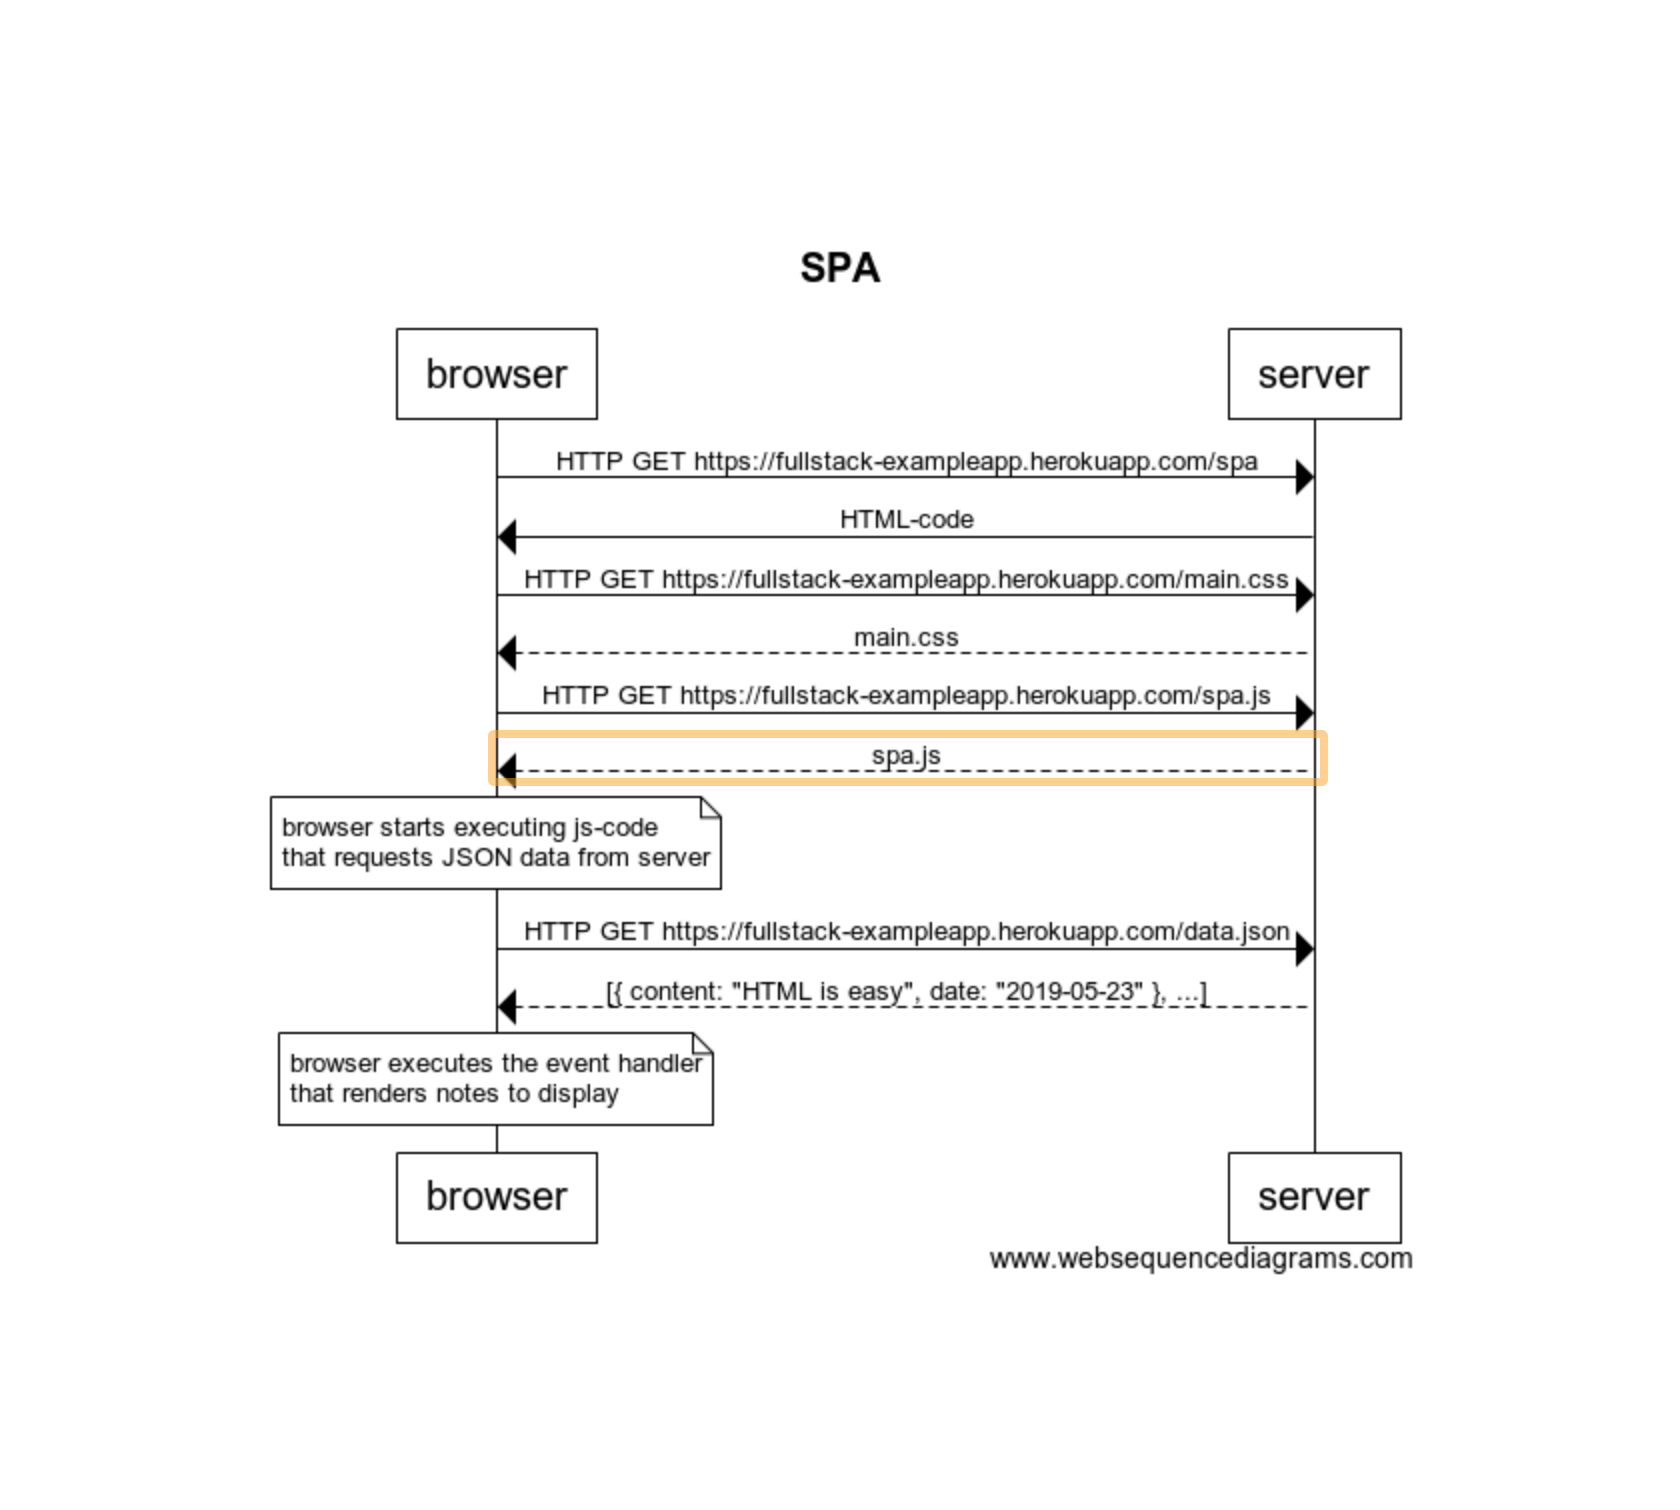 SPA
browser
server
HTTP GET https://fullstack-exampleapp.herokuapp.com/spa
HTML-code
HTTP GET https://fullstack-exampleapp.herokuapp.com/main.css
main.css
HTTP GET https://fullstack-exampleapp.herokuapp.com/spa.js
spa.js
browser starts executing js-code
that requests JSON data from server
HTTP GET https://fullstack-exampleapp.herokuapp.com/data.json
[{ content: "HTML is easy", date: "2019-05-23" }, ...]
browser executes the event handler
that renders notes to display
browser
server
www.websequencediagrams.com